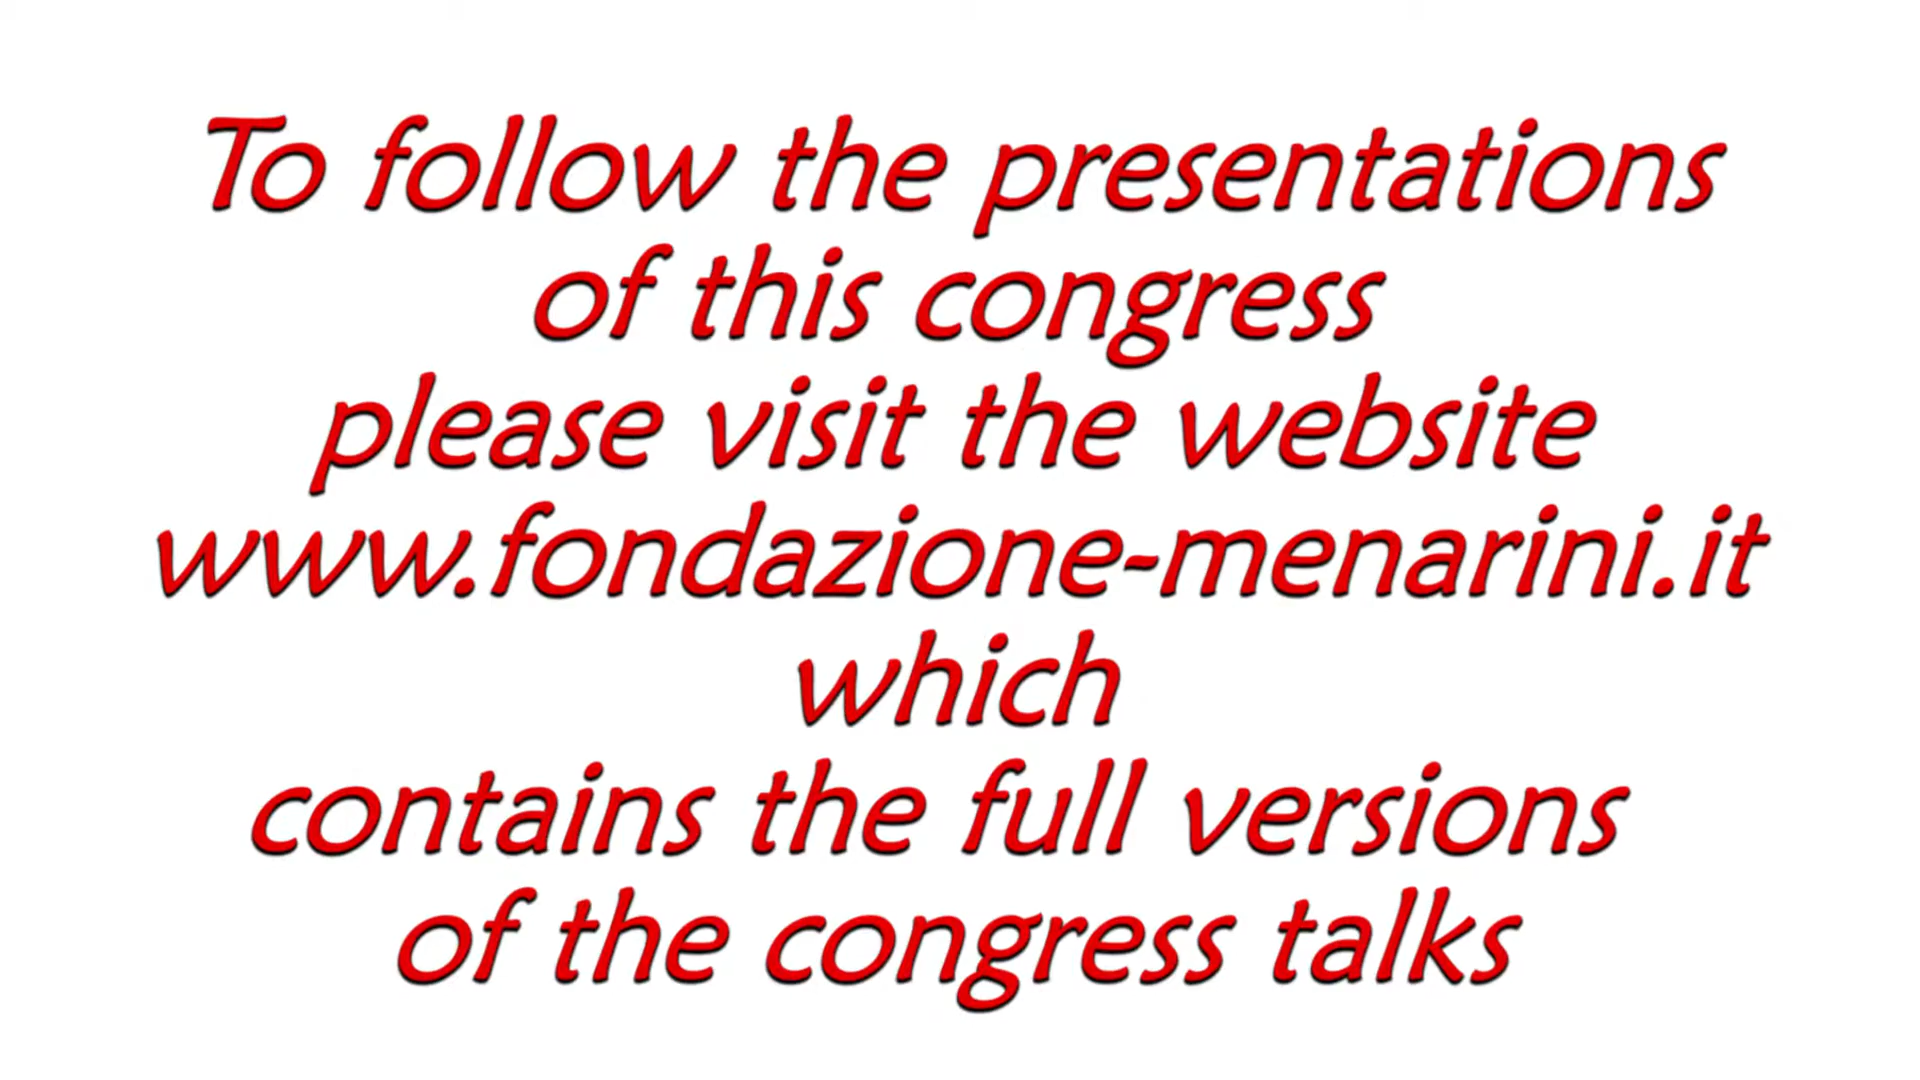 To follow the presentations
of this congress
please visit the website
www.fondazione-menarini.it
which
contains the full versions
of the congress talks